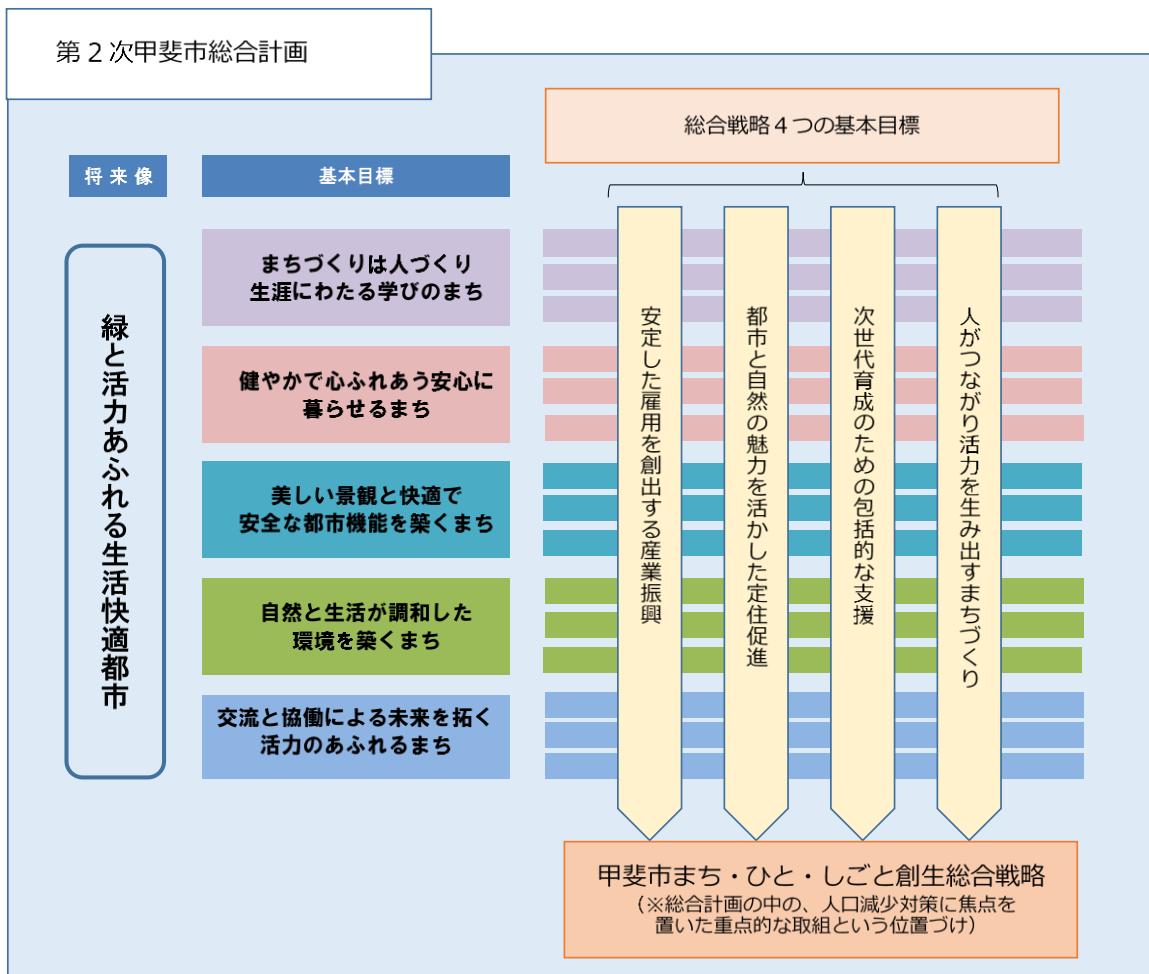 第２次甲斐市総合計画
総合戦略４つの基本目標
将来像
基本目標
緑と活力あふれる生活快適都市
まちづくりは人づくり
生涯にわたる学びのまち
健やかで心ふれあう安心に
暮らせるまち
美しい景観と快適で
安全な都市機能を築くまち
自然と生活が調和した
環境を築くまち
交流と協働による未来を拓く
活力のあふれるまち
安定した雇用を創出する産業振興
都市と自然の魅力を活かした定住促進
次世代育成のための包括的な支援
人がつながり活力を生み出すまちづくり
甲斐市まち・ひと・しごと創生総合戦略
（※総合計画の中の、人口減少対策に焦点を
置いた重点的な取組という位置づけ）